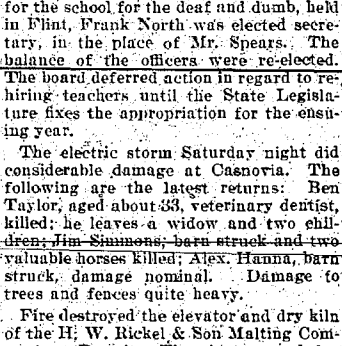 for the school for the deaf and dumb, held
in Flint, Frank North was elected secre-
tary, in the place of Mr. Spears. The
balance of the officers were re-elected.
The board deferred action in regard to re-
hiring teachers until the State Legisla-
ture fixes the appropriation for the ensu-
ing year.
The electric storm Saturday night did
considerable damage at Casnovia. The
following are the latest returns: Ben
Taylor, aged about 33, veterinary dentist,
killed; he leaves a widow and two chil-
dren; Jim Simmons, barn struck and two
valuable horses killed; Alex. Hanna, barn
struck, damage nominal. Damage to
trees and fences quite heavy.
Fire destroyed the elevator and dry kiln
of the H. W. Rickel & Son Malting Com-